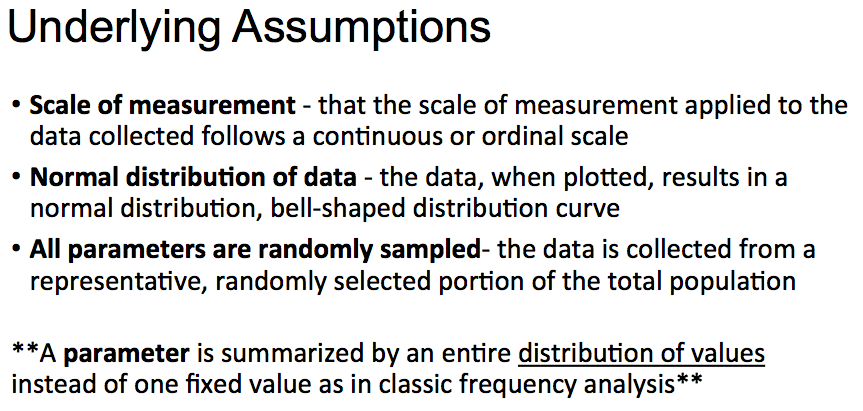 Underlying Assumptions
• Scale of measurement - that the scale of measurement applied to the
data collected follows a continuous or ordinal scale
• Normal distribution of data - the data, when plotted, results in a
normal distribution, bell-shaped distribution curve
• All parameters are randomly sampled- the data is collected from a
representative, randomly selected portion of the total population
**A parameter is summarized by an entire distribution of values
instead of one fixed value as in classic frequency analysis**